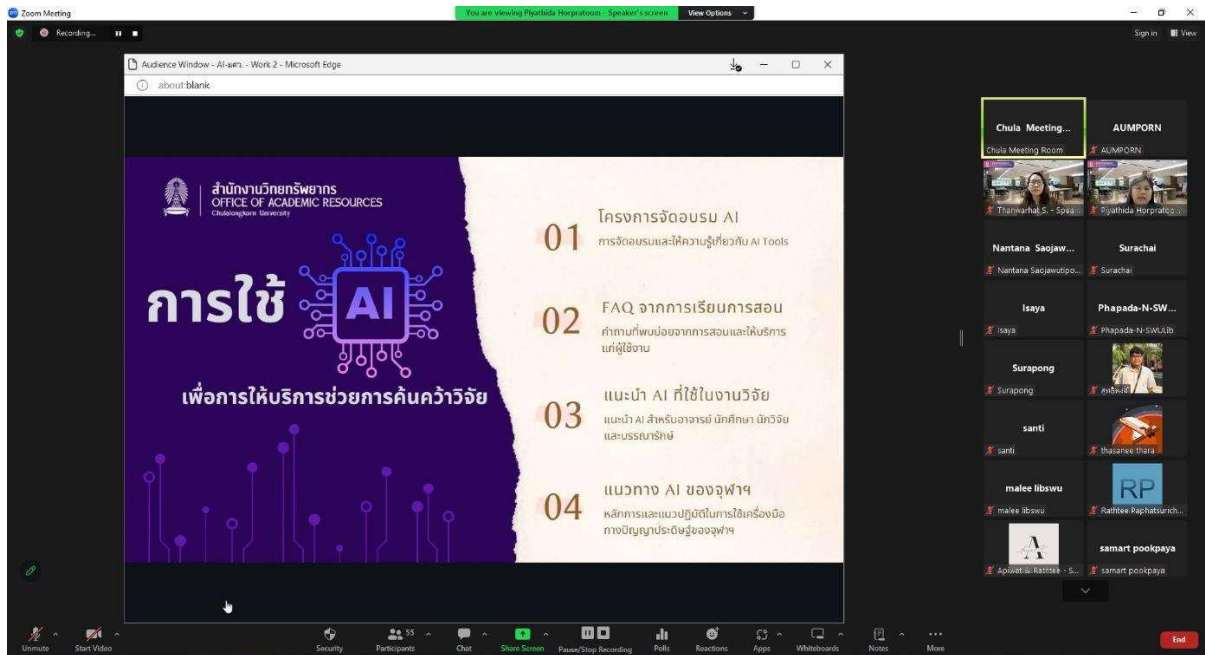 Zoom Meeting
You are viewing Piyathida Horpratoom - Speaker's screen
View Options
Recording...
Sign in
View
Audience Window - AI-มศว. - Work 2 - Microsoft Edge
about:blank
สำนักงานวิทยทรัพยากร
OFFICE OF ACADEMIC RESOURCES
Chulalongkorn University
การใช้
AI
เพื่อการให้บริการช่วยการค้นคว้าวิจัย
01
โครงการจัดอบรม AI
การจัดอบรมและให้ความรู้เกี่ยวกับ AI Tools
02
FAQ จากการเรียนการสอน
คำถามที่พบบ่อยจากการสอนและให้บริการ
แก่ผู้ใช้งาน
03
แนะนำ AI ที่ใช้ในงานวิจัย
แนะนำ AI สำหรับอาจารย์ นักศึกษา นักวิจัย
และบรรณารักษ์
04
แนวทาง AI ของจุฬาฯ
หลักการและแนวปฏิบัติในการใช้เครื่องมือ
ทางปัญญาประดิษฐ์ของจุฬาฯ
Chula Meeting...
Chula Meeting Room
AUMPORN
AUMPORN
Thanwarhat S. - Spea...
Piyathida Horpratoo...
Nantana Saojaw...
Nantana Saojawutipo...
Surachai
Surachai
Isaya
Isaya
Phapada-N-SW...
Phapada-N-SWULib
Surapong
Surapong
santi
santi
thasanee thara
malee libswu
malee libswu
RP
Rathtee Paphatsurich...
A
Apiwat & Rathtee - S...
samart pookpaya
samart pookpaya
Unmute
Start Video
Security
Participants
55
Chat
Share Screen
Pause/Stop Recording
Polls
Reactions
Apps
Whiteboards
Notes
More
End